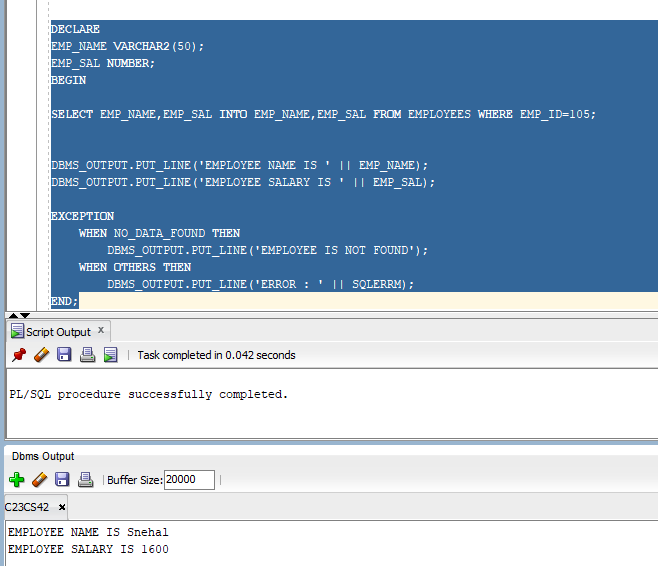 DECLARE
EMP_NAME VARCHAR2(50);
EMP_SAL NUMBER;
BEGIN
SELECT EMP_NAME,EMP_SAL INTO EMP_NAME,EMP_SAL FROM EMPLOYEES WHERE EMP_ID=105;
DBMS_OUTPUT.PUT_LINE('EMPLOYEE NAME IS ' || EMP_NAME);
DBMS_OUTPUT.PUT_LINE('EMPLOYEE SALARY IS ' || EMP_SAL);
EXCEPTION
WHEN NO_DATA_FOUND THEN
DBMS_OUTPUT.PUT_LINE('EMPLOYEE IS NOT FOUND');
WHEN OTHERS THEN
DBMS_OUTPUT.PUT_LINE('ERROR : ' || SQLERRM);
END;
Script Output x
Task completed in 0.042 seconds
PL/SQL procedure successfully completed.
Dbms Output
Buffer Size: 20000
C23CS42 x
EMPLOYEE NAME IS Snehal
EMPLOYEE SALARY IS 1600